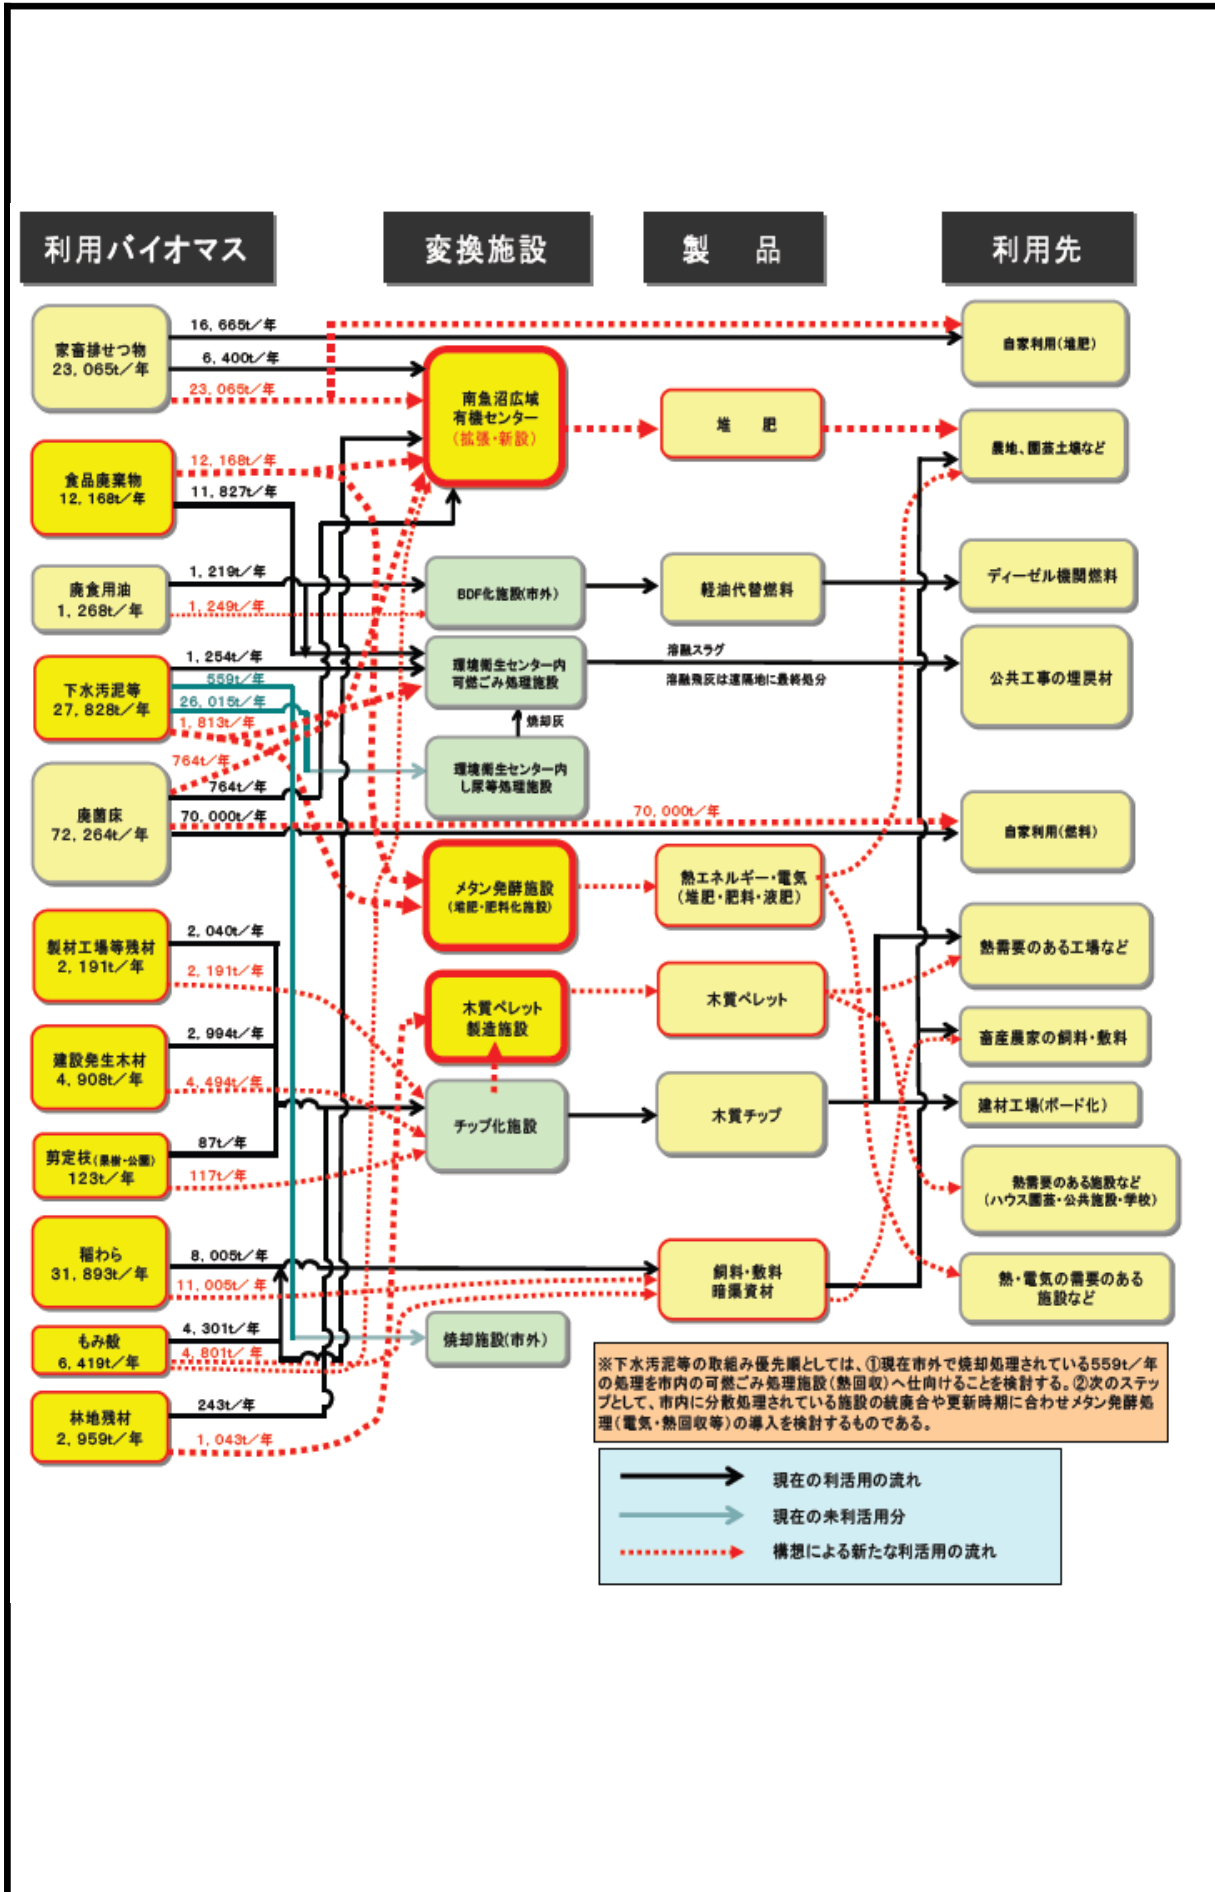 利用バイオマス
変換施設
製　品
利用先
家畜排せつ物
23,065t/年
16,665t/年
6,400t/年
23,065t/年
南魚沼広域
有機センター
(拡張・新設)
堆　肥
自家利用(堆肥)
農地、園芸土壌など
食品廃棄物
12,168t/年
12,168t/年
11,827t/年
廃食用油
1,268t/年
1,219t/年
1,249t/年
BDF化施設(市外)
軽油代替燃料
ディーゼル機関燃料
下水汚泥等
27,828t/年
1,254t/年
559t/年
26,015t/年
1,813t/年
環境衛生センター内
可燃ごみ処理施設
溶融スラグ
溶融飛灰は遠隔地に最終処分
公共工事の埋戻材
焼却灰
環境衛生センター内
し尿等処理施設
廃菌床
72,264t/年
764t/年
764t/年
70,000t/年
70,000t/年
自家利用(燃料)
メタン発酵施設
(堆肥・肥料化施設)
熱エネルギー・電気
(堆肥・肥料・液肥)
製材工場等残材
2,191t/年
2,040t/年
2,191t/年
木質ペレット
製造施設
木質ペレット
熱需要のある工場など
建設発生木材
4,908t/年
2,994t/年
4,494t/年
畜産農家の飼料・敷料
チップ化施設
木質チップ
建材工場(ボード化)
剪定枝(果樹・公園)
123t/年
87t/年
117t/年
熱需要のある施設など
(ハウス園芸・公共施設・学校)
稲わら
31,893t/年
8,005t/年
11,005t/年
飼料・敷料
暗渠資材
熱・電気の需要のある
施設など
もみ殻
6,419t/年
4,301t/年
4,801t/年
焼却施設(市外)
林地残材
2,959t/年
243t/年
1,043t/年
※下水汚泥等の取組み優先順としては、①現在市外で焼却処理されている559t/年
の処理を市内の可燃ごみ処理施設(熱回収)へ仕向けることを検討する。②次のステッ
プとして、市内に分散処理されている施設の統廃合や更新時期に合わせメタン発酵処
理(電気・熱回収等)の導入を検討するものである。
現在の利活用の流れ
現在の未利活用分
構想による新たな利活用の流れ